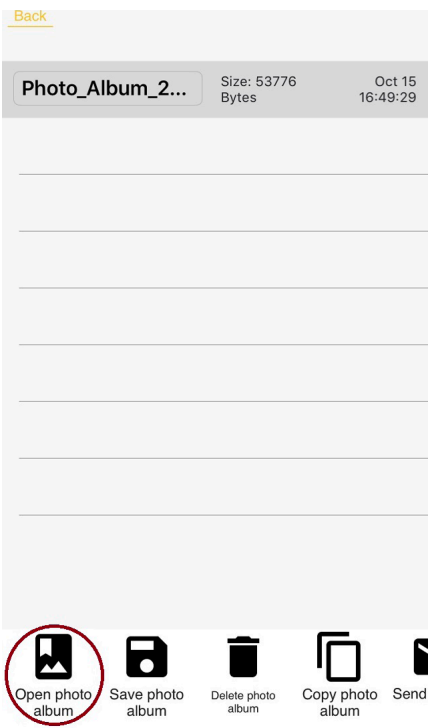 Back
Photo_Album_2... Size: 53776 Oct 15
Bytes 16:49:29
Open photo Save photo Delete photo Copy photo Send
album album album album